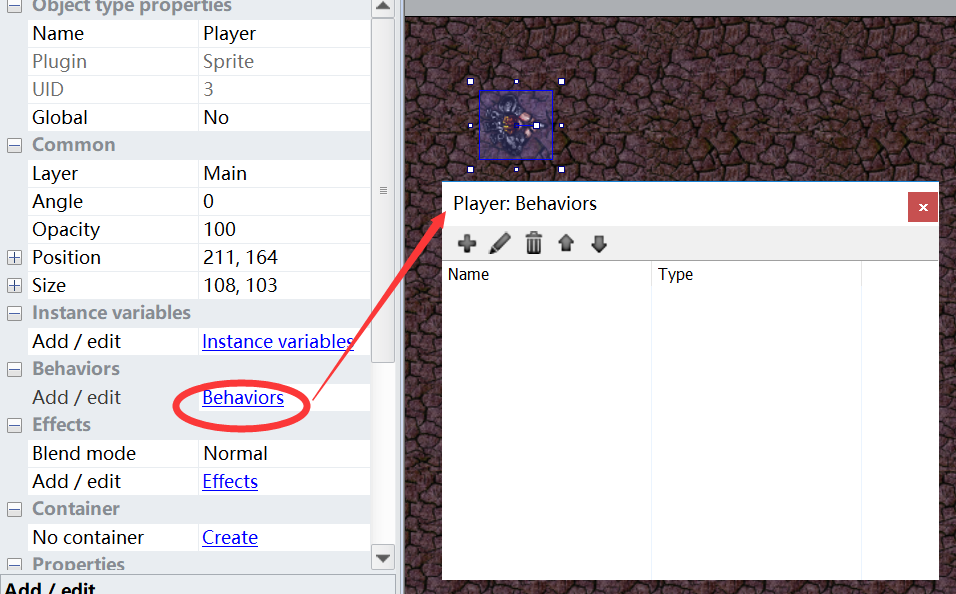 Object type properties
Name Player
Plugin Sprite
UID 3
Global No
Common
Layer Main
Angle 0
Opacity 100
Position 211, 164
Size 108, 103
Instance variables
Add / edit Instance variables
Behaviors
Add / edit Behaviors
Effects
Blend mode Normal
Add / edit Effects
Container
No container Create
Properties
Add / edit
Player: Behaviors
Name Type